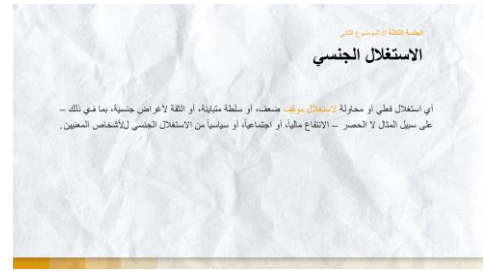 الجلسة الثالثة // الموضوع الثاني
الاستغلال الجنسي
أي استغلال فعلي أو محاولة لاستغلال موقف ضعف، أو سلطة متباينة، أو الثقة لأغراض جنسية، بما في ذلك –
على سبيل المثال لا الحصر – الانتفاع مالياً، أو اجتماعياً، أو سياسياً من الاستغلال الجنسي للأشخاص المعنيين.